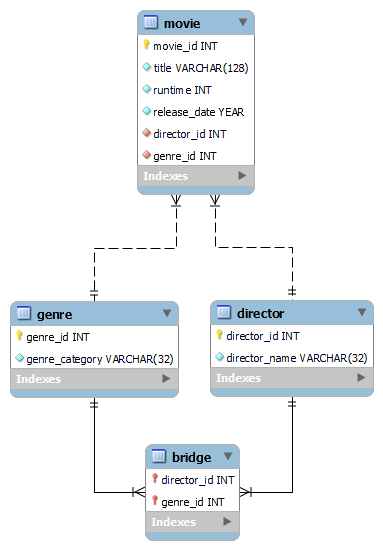 movie
movie_id INT
title VARCHAR(128)
runtime INT
release_date YEAR
director_id INT
genre_id INT
Indexes
genre
genre_id INT
genre_category VARCHAR(32)
Indexes
director
director_id INT
director_name VARCHAR(32)
Indexes
bridge
director_id INT
genre_id INT
Indexes